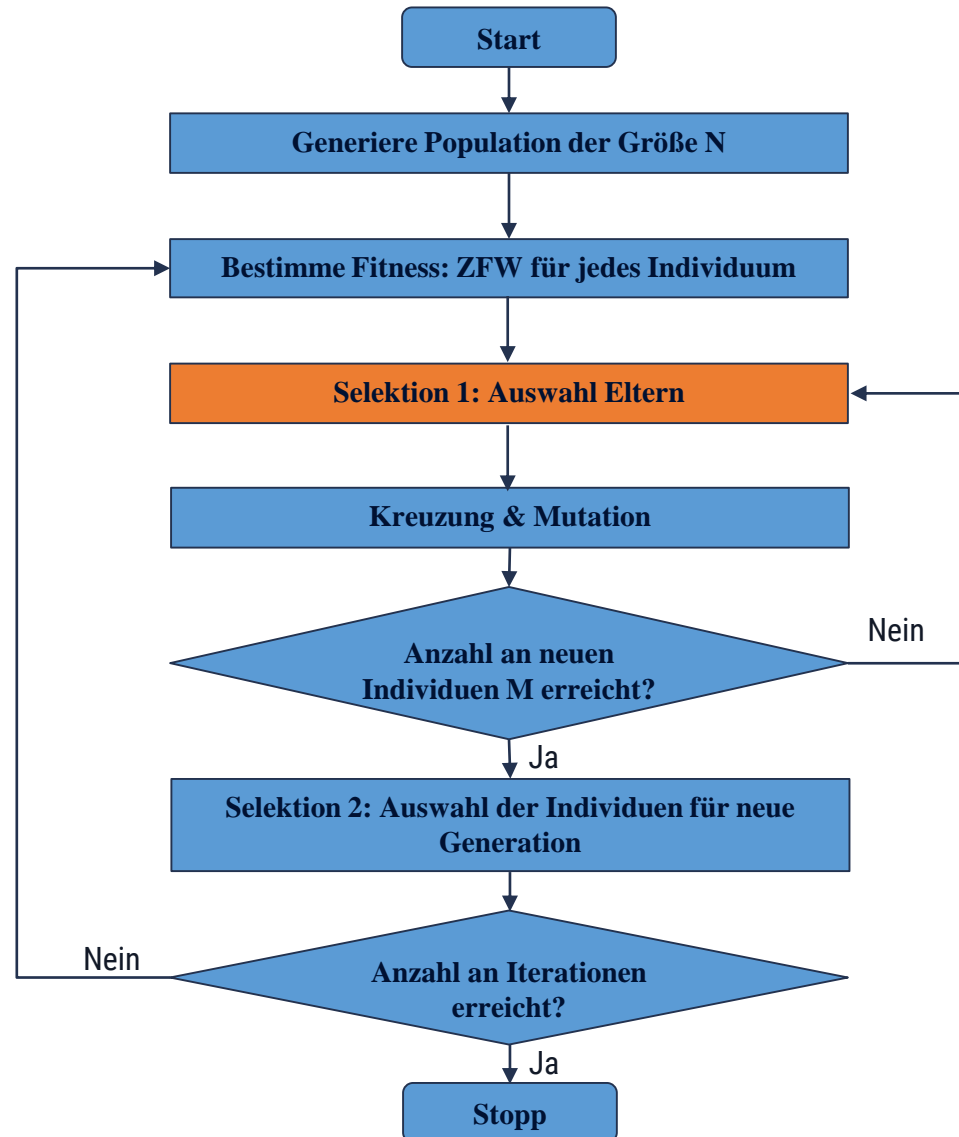 Start
Generiere Population der Größe N
Bestimme Fitness: ZFW für jedes Individuum
Selektion 1: Auswahl Eltern
Kreuzung & Mutation
Anzahl an neuen
Individuen M erreicht?
Nein
Ja
Selektion 2: Auswahl der Individuen für neue
Generation
Nein
Anzahl an Iterationen
erreicht?
Ja
Stopp